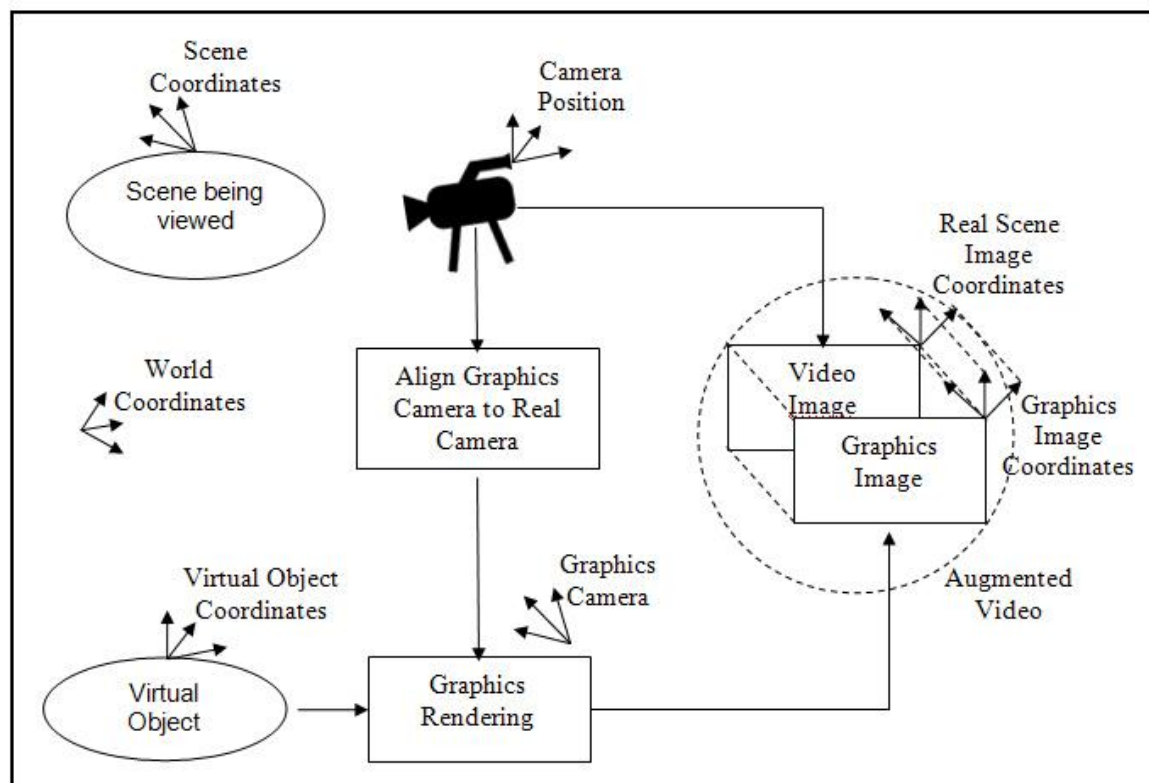 Scene
Coordinates
Camera
Position
Scene being
viewed
Real Scene
Image
Coordinates
World
Coordinates
Align Graphics
Camera to Real
Camera
Video
Image
Graphics
Image
Graphics
Image
Coordinates
Virtual Object
Coordinates
Graphics
Camera
Augmented
Video
Virtual
Object
Graphics
Rendering